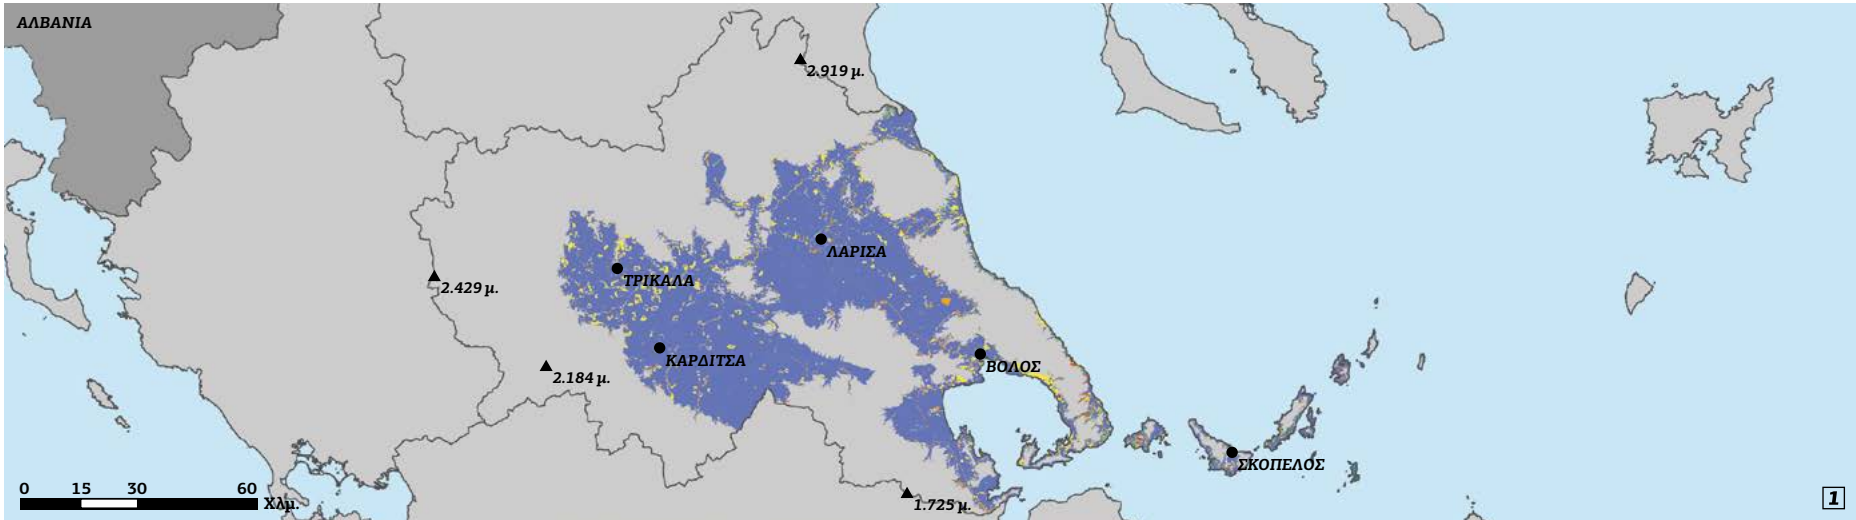 ΑΛΒΑΝΙΑ
2.919 μ.
ΛΑΡΙΣΑ
ΤΡΙΚΑΛΑ
2.429 μ.
ΚΑΡΔΙΤΣΑ
ΒΟΛΟΣ
2.184 μ.
ΣΚΟΠΕΛΟΣ
0 15 30 60
Χλμ.
1.725 μ.
1